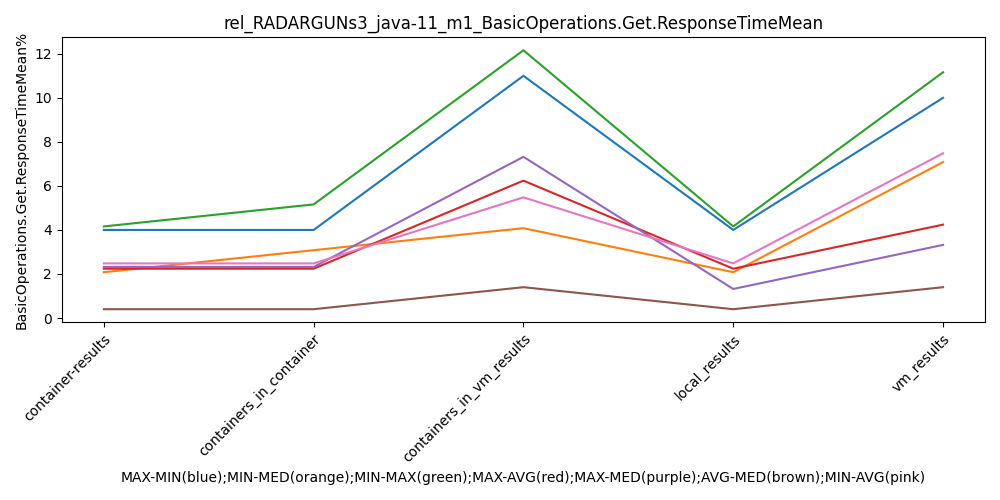 rel_RADARGUNs3_java-11_m1_BasicOperations.Get.ResponseTimeMean
BasicOperations.Get.ResponseTimeMean%
12
10
8
6
4
2
0
container-results
containers_in_container
containers_in_vm_results
local_results
vm_results
MAX-MIN(blue);MIN-MED(orange);MIN-MAX(green);MAX-AVG(red);MAX-MED(purple);AVG-MED(brown);MIN-AVG(pink)